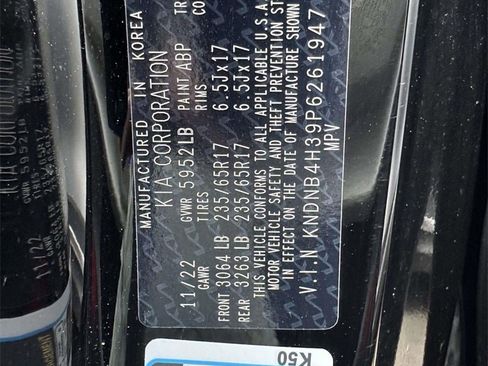 MANUFACTURED IN KOREA
KIA CORPORATION
11/22 GVWR 5952LB PAINT ABP TR
GAWR TIRES RIMS CO
FRONT 3064 LB 235/65R17 6.5Jx17
REAR 3263 LB 235/65R17 6.5Jx17
THIS VEHICLE CONFORMS TO ALL APPLICABLE U.S.A.
MOTOR VEHICLE SAFETY AND THEFT PREVENTION ST
IN EFFECT ON THE DATE OF MANUFACTURE SHOWN
V.I.N KNDNB4H39P6261947
MPV
K50